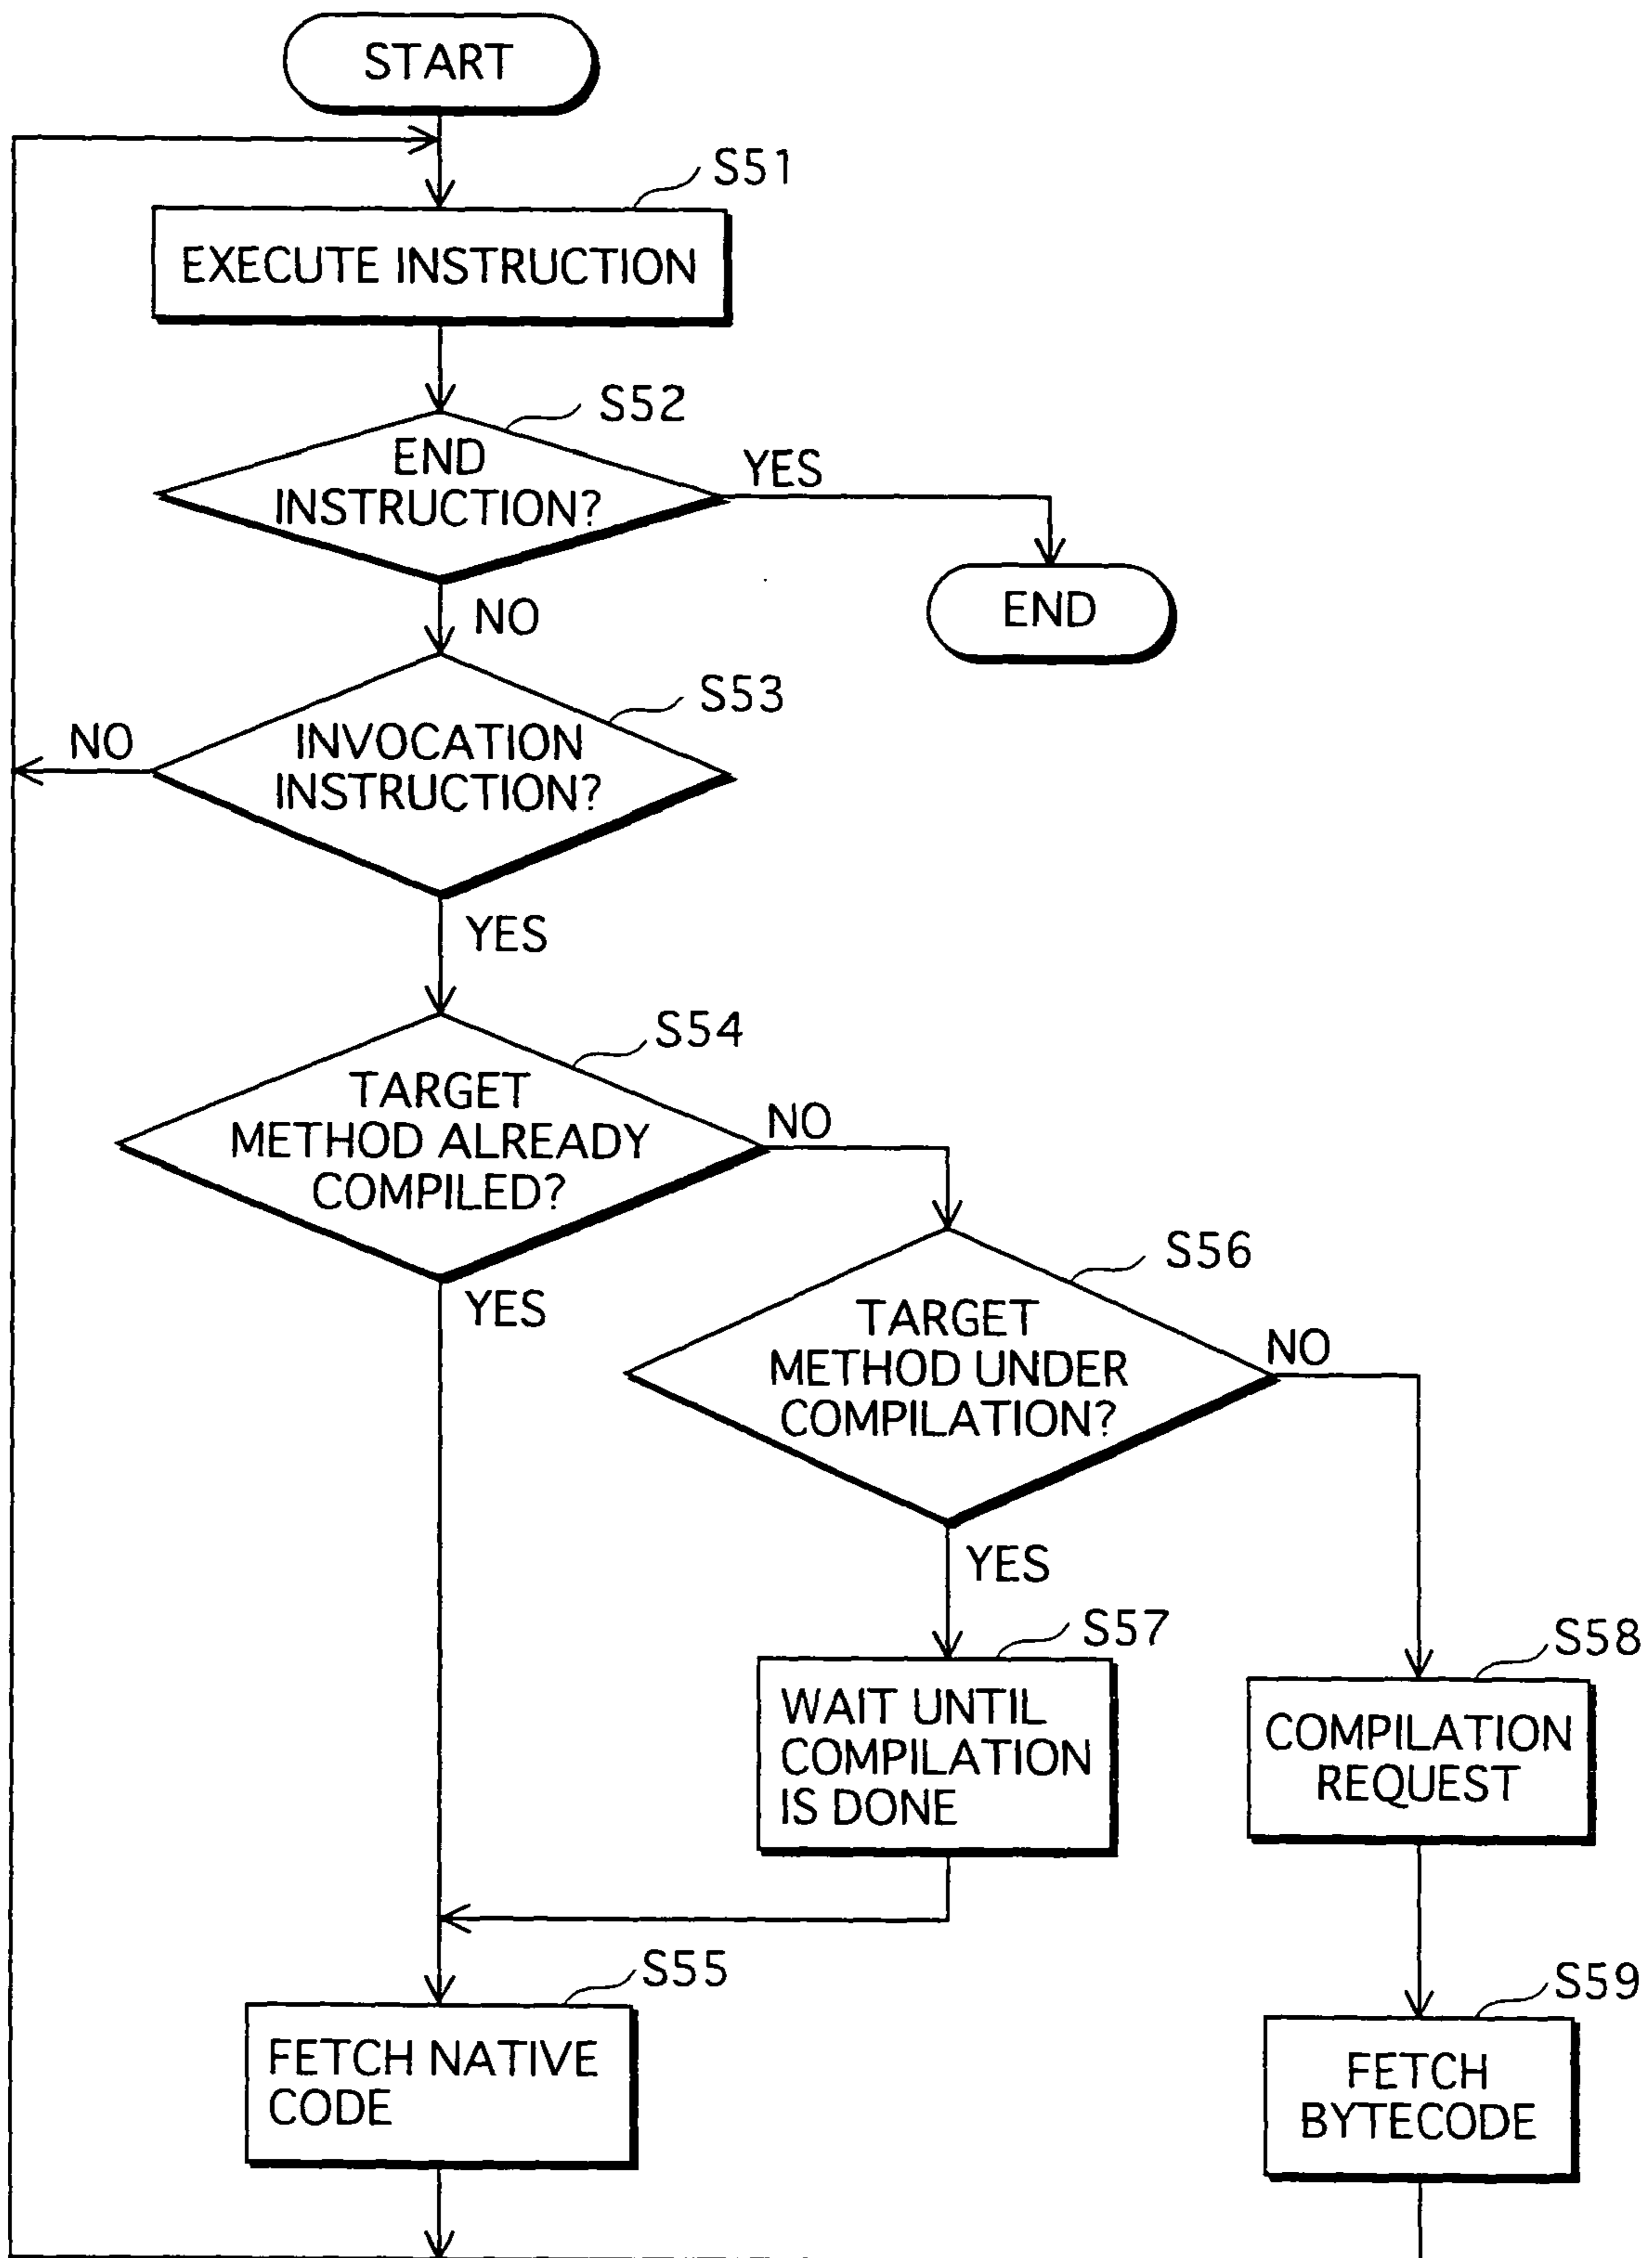 START
S51
EXECUTE INSTRUCTION
S52
END
INSTRUCTION?
YES
END
NO
S53
INVOCATION
INSTRUCTION?
NO
YES
S54
TARGET
METHOD ALREADY
COMPILED?
NO
YES
S56
TARGET
METHOD UNDER
COMPILATION?
NO
YES
S57
WAIT UNTIL
COMPILATION
IS DONE
S58
COMPILATION
REQUEST
S55
FETCH NATIVE
CODE
S59
FETCH
BYTECODE